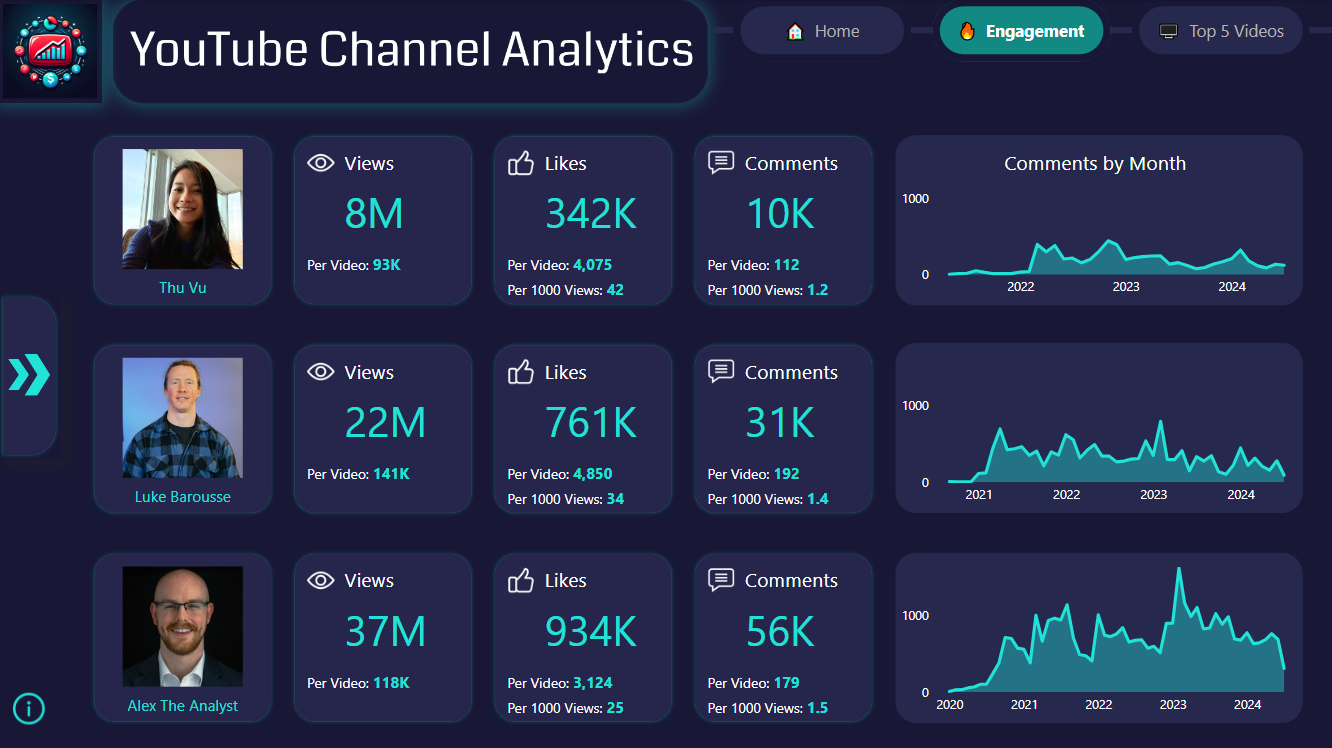 YouTube Channel Analytics
Home
Engagement
Top 5 Videos
Thu Vu
Views
8M
Per Video: 93K
Likes
342K
Per Video: 4,075
Per 1000 Views: 42
Comments
10K
Per Video: 112
Per 1000 Views: 1.2
Comments by Month
1000
0
2022 2023 2024
Luke Barousse
Views
22M
Per Video: 141K
Likes
761K
Per Video: 4,850
Per 1000 Views: 34
Comments
31K
Per Video: 192
Per 1000 Views: 1.4
1000
0
2021 2022 2023 2024
Alex The Analyst
Views
37M
Per Video: 118K
Likes
934K
Per Video: 3,124
Per 1000 Views: 25
Comments
56K
Per Video: 179
Per 1000 Views: 1.5
1000
0
2020 2021 2022 2023 2024